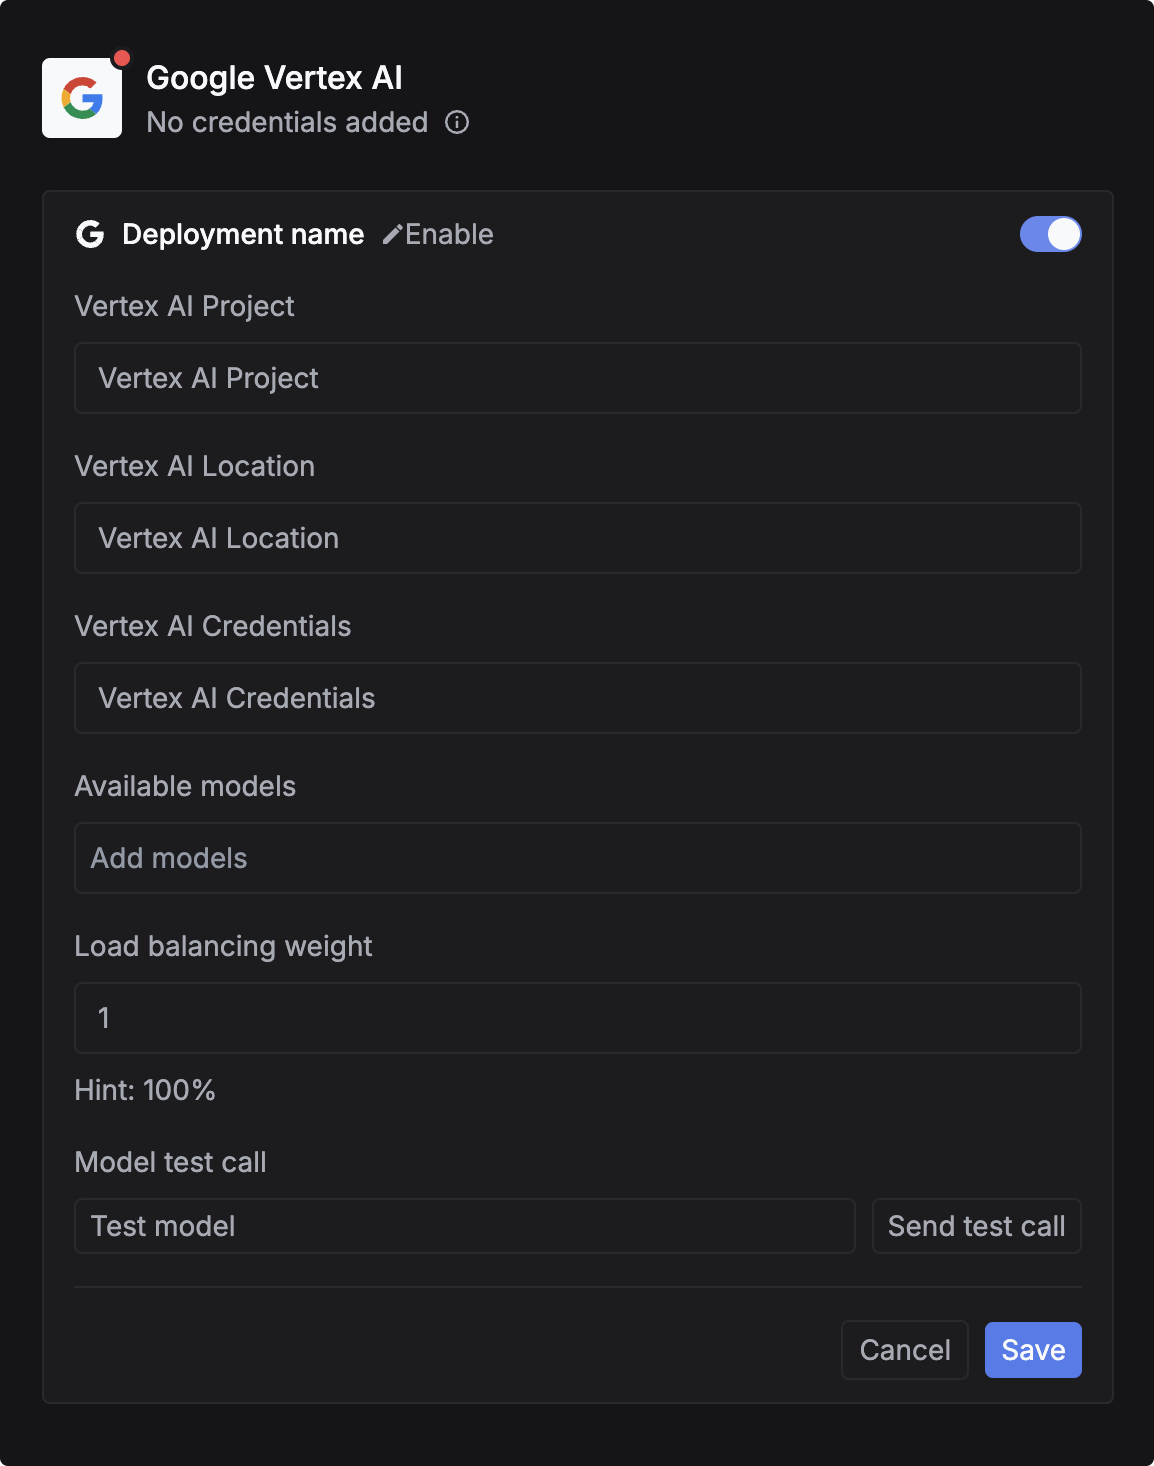 Google Vertex AI
No credentials added
Deployment name Enable
Vertex AI Project
Vertex AI Project
Vertex AI Location
Vertex AI Location
Vertex AI Credentials
Vertex AI Credentials
Available models
Add models
Load balancing weight
1
Hint: 100%
Model test call
Test model Send test call
Cancel Save